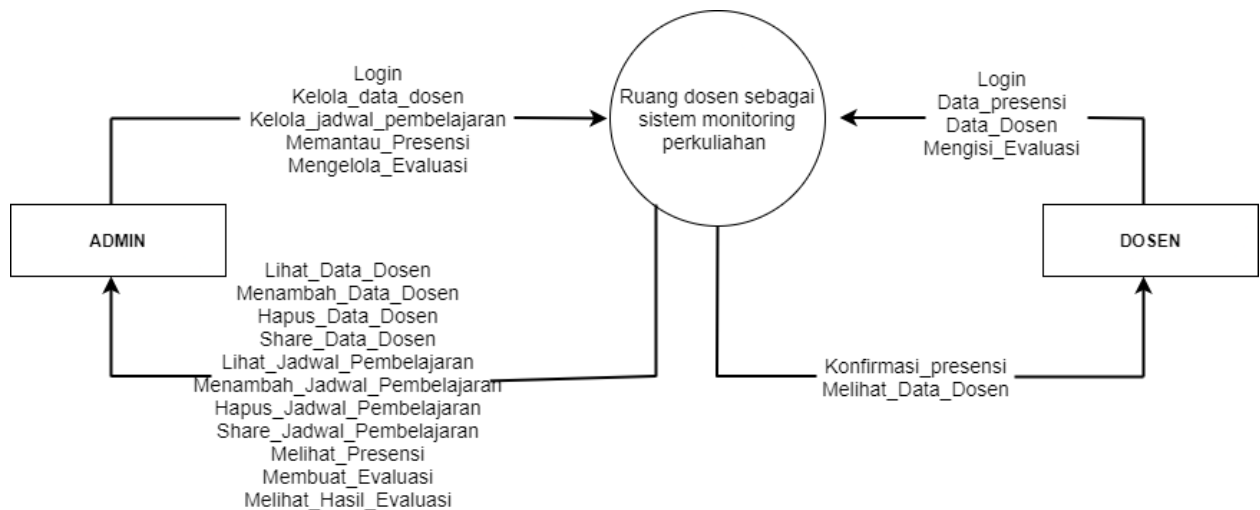 Login
Kelola_data_dosen
Kelola_jadwal_pembelajaran
Memantau_Presensi
Mengelola_Evaluasi
Ruang dosen sebagai
sistem monitoring
perkuliahan
Login
Data_presensi
Data_Dosen
Mengisi_Evaluasi
ADMIN
DOSEN
Lihat_Data_Dosen
Menambah_Data_Dosen
Hapus_Data_Dosen
Share_Data_Dosen
Lihat_Jadwal_Pembelajaran
Menambah_Jadwal_Pembelajaran
Hapus_Jadwal_Pembelajaran
Share_Jadwal_Pembelajaran
Melihat_Presensi
Membuat_Evaluasi
Melihat_Hasil_Evaluasi
Konfirmasi_presensi
Melihat_Data_Dosen